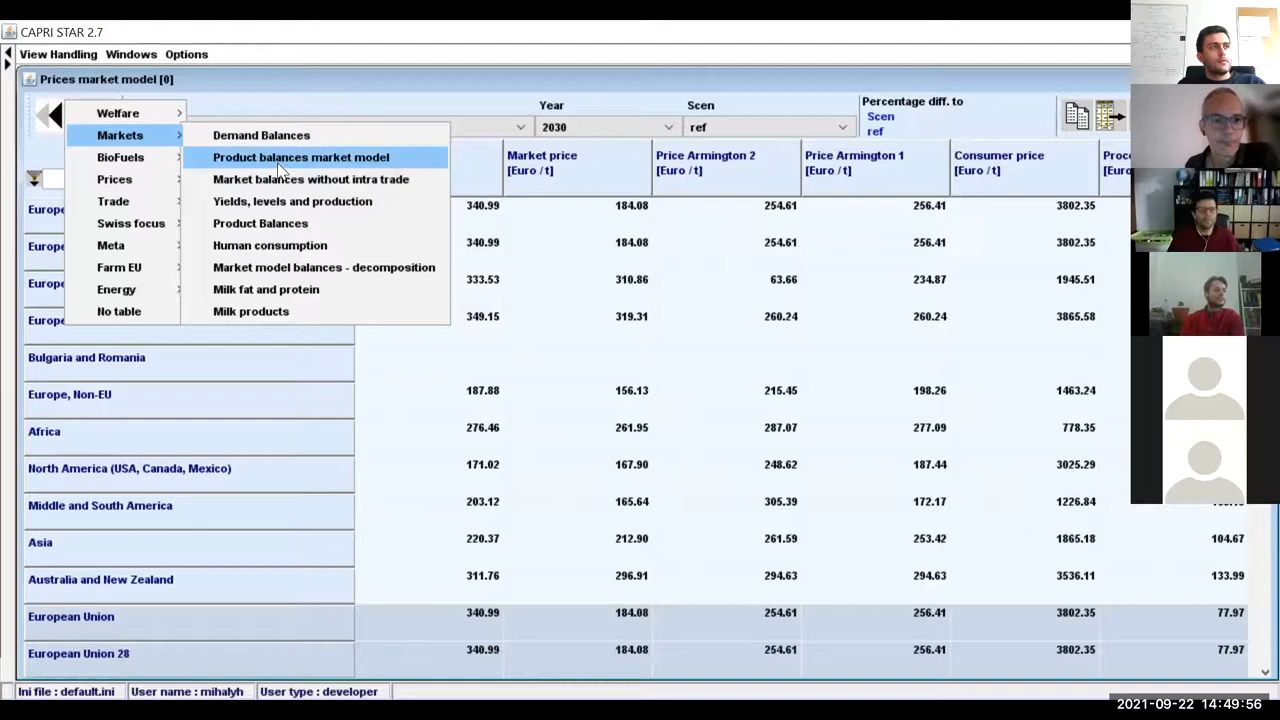 CAPRI STAR 2.7
View Handling Windows Options
Prices market model [0]
Year Scen Percentage diff. to
2030 ref Scen
ref
Welfare
Markets
BioFuels
Prices
Trade
Swiss focus
Meta
Farm EU
Energy
No table
Demand Balances
Product balances market model
Market balances without intra trade
Yields, levels and production
Product Balances
Human consumption
Market model balances - decomposition
Milk fat and protein
Milk products
Market price Price Armington 2 Price Armington 1 Consumer price
[Euro / t] [Euro / t] [Euro / t] [Euro / t]
340.99 184.08 254.61 256.41 3802.35
340.99 184.08 254.61 256.41 3802.35
333.53 310.86 63.66 234.87 1945.51
349.15 319.31 260.24 260.24 3865.58
Bulgaria and Romania
Europe, Non-EU 187.88 156.13 215.45 198.26 1463.24
Africa 276.46 261.95 287.07 277.09 778.35
North America (USA, Canada, Mexico) 171.02 167.90 248.62 187.44 3025.29
Middle and South America 203.12 165.64 305.39 172.17 1226.84
Asia 220.37 212.90 261.59 253.42 1865.18 104.67
Australia and New Zealand 311.76 296.91 294.63 294.63 3536.11 133.99
European Union 340.99 184.08 254.61 256.41 3802.35 77.97
European Union 28 340.99 184.08 254.61 256.41 3802.35 77.97
Ini file : default.ini User name : mihalyh User type : developer
2021-09-22 14:49:56